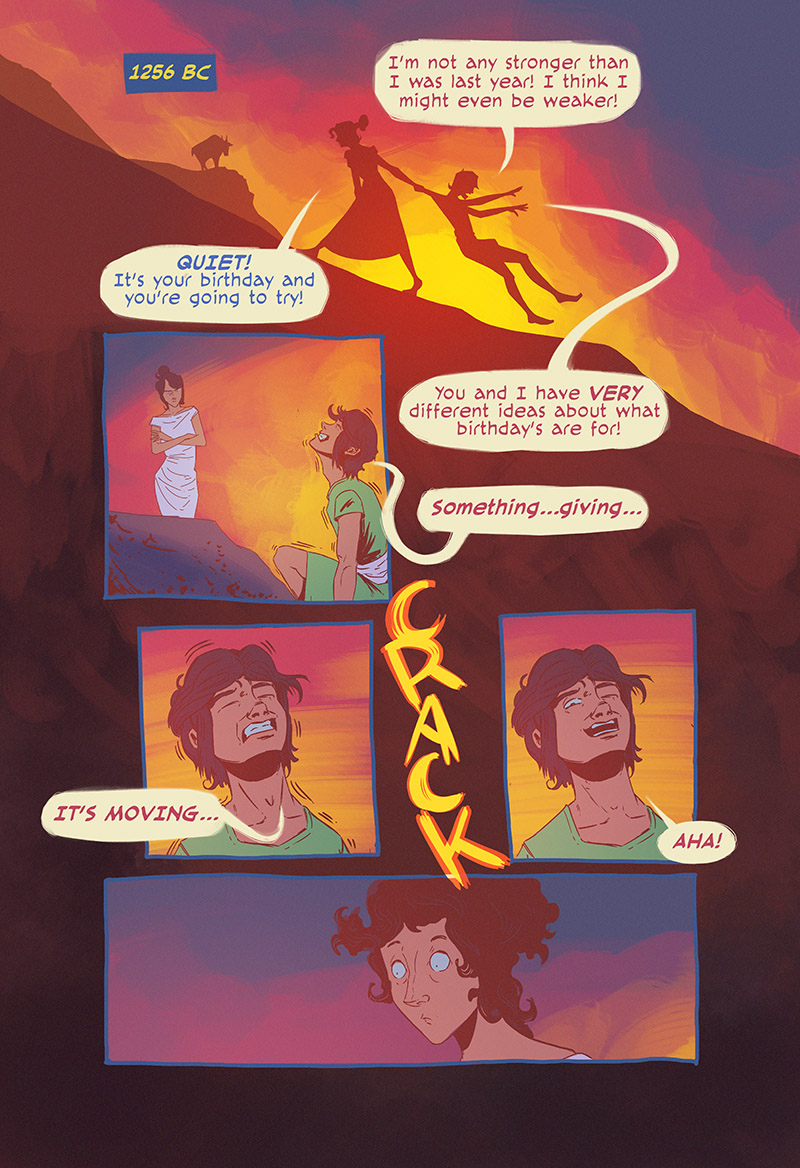 1256 BC
I'm not any stronger than
I was last year! I think I
might even be weaker!
QUIET!
It's your birthday and
you're going to try!
You and I have VERY
different ideas about what
birthday's are for!
Something...giving...
CRACK
IT'S MOVING...
AHA!